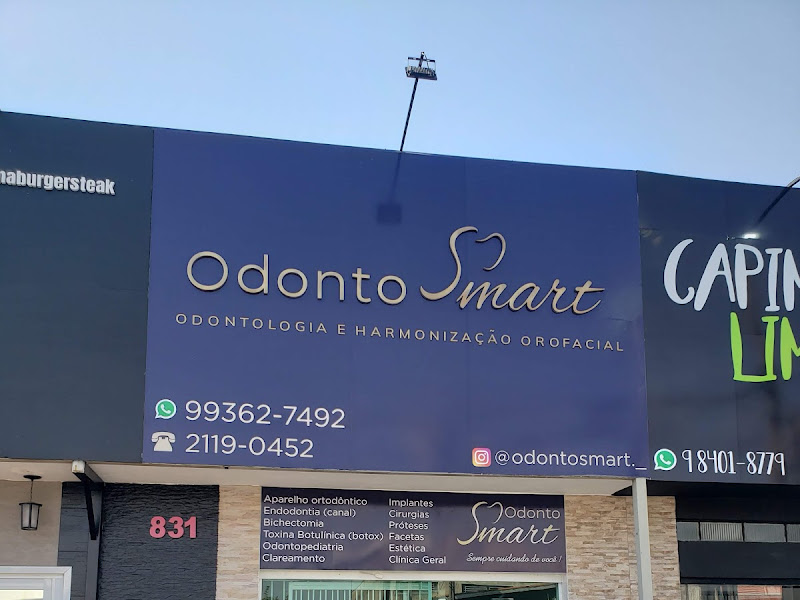 naburgersteak
Odonto Smart
ODONTOLOGIA E HARMONIZAÇÃO OROFACIAL
99362-7492
2119-0452
@odontosmart._
CAPIM
LIM
98401-8779
831
Aparelho ortodôntico
Endodontia (canal)
Bichectomia
Toxina Botulínica (botox)
Odontopediatria
Clareamento
Implantes
Cirurgias
Próteses
Facetas
Estética
Clínica Geral
Odonto
Smart
Sempre cuidando de você!